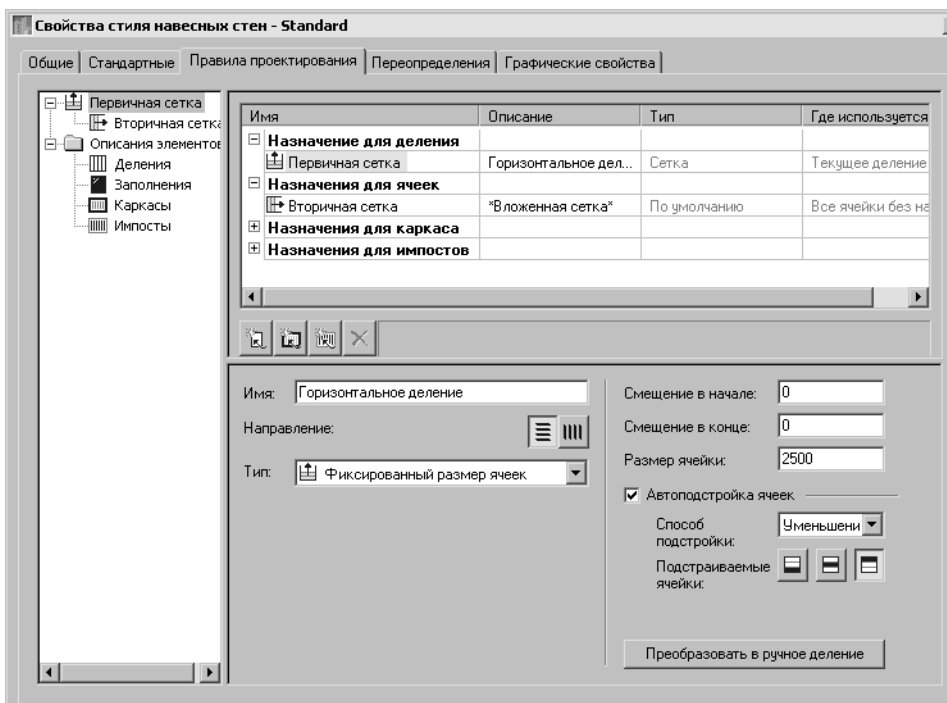 Свойства стиля навесных стен - Standard
Общие Стандартные Правила проектирования Переопределения Графические свойства
Первичная сетка
Вторичная сетка
Описания элементов
Деления
Заполнения
Каркасы
Импосты
Имя Описание Тип Где используется
Назначение для деления
Первичная сетка Горизонтальное дел... Сетка Текущее деление
Назначения для ячеек
Вторичная сетка *Вложенная сетка* По умолчанию Все ячейки без на
Назначения для каркаса
Назначения для импостов
Имя: Горизонтальное деление
Направление:
Тип: Фиксированный размер ячеек
Смещение в начале: 0
Смещение в конце: 0
Размер ячейки: 2500
Автоподстройка ячеек
Способ
подстройки: Уменьшени
Подстраиваемые
ячейки:
Преобразовать в ручное деление